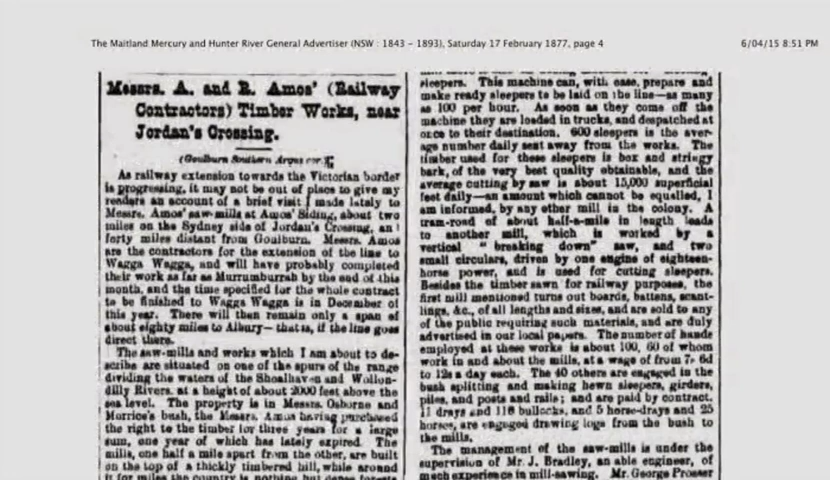 The Maitland Mercury and Hunter River General Advertiser (NSW : 1843 - 1893), Saturday 17 February 1877, page 4
6/04/15 8:51 PM
Messrs. A. and R. Amos' (Railway
Contractors) Timber Works, near
Jordan's Crossing.
(Goulburn Southern Argus cor.)
As railway extension towards the Victorian border
is progressing, it may not be out of place to give my
readers an account of a brief visit I made lately to
Messrs. Amos' saw-mills at Amos' Siding, about two
miles on the Sydney side of Jordan's Crossing, an
forty miles distant from Goulburn. Messrs. Amos
are the contractors for the extension of the line to
Wagga Wagga, and will have probably completed
their work as far as Murrumburrah by the end of this
month, and the time specified for the whole contract
to be finished to Wagga Wagga is in December of
this year. There will then remain only a span of
about eighty miles to Albury—that is, if the line goes
direct there.
The saw-mills and works which I am about to de-
scribe are situated on one of the spurs of the range
dividing the waters of the Shoalhaven and Wollon-
dilly Rivers, at a height of about 2000 feet above the
sea level. The property is in Messrs. Osborne and
Morrice's bush, the Messrs. Amos having purchased
the right to the timber for three years for a large
sum, one year of which has lately expired. The
mills, one half a mile apart from the other, are built
on the top of a thickly timbered hill, while around
it for miles the country is nothing but dense forests
sleepers. This machine can, with ease, prepare and
make ready sleepers to be laid on the line—as many
as 100 per hour. As soon as they come off the
machine they are loaded in trucks, and despatched at
once to their destination. 600 sleepers is the aver-
age number daily sent away from the works. The
timber used for these sleepers is box and stringy
bark, of the very best quality obtainable, and the
average cutting by saw is about 15,000 superficial
feet daily—an amount which cannot be equalled, I
am informed, by any other mill in the colony. A
tram-road of about half-a-mile in length leads
to another mill, which is worked by a
vertical "breaking down" saw, and two
small circulars, driven by one engine of eighteen-
horse power, and is used for cutting sleepers.
Besides the timber sawn for railway purposes, the
first mill mentioned turns out boards, battens, scant-
lings, &c., of all lengths and sizes, and are sold to any
of the public requiring such materials, and are duly
advertised in our local papers. The number of hands
employed at these works is about 100, 60 of whom
work in and about the mills, at a wage of from 7s 6d
to 12s a day each. The 40 others are engaged in the
bush splitting and making hewn sleepers, girders,
piles, and posts and rails; and are paid by contract.
11 drays and 116 bullocks, and 5 horse-drays and 25
horses, are engaged drawing logs from the bush to
the mills.
The management of the saw-mills is under the
supervision of Mr. J. Bradley, an able engineer, of
much experience in mill-sawing. Mr. George Prosser